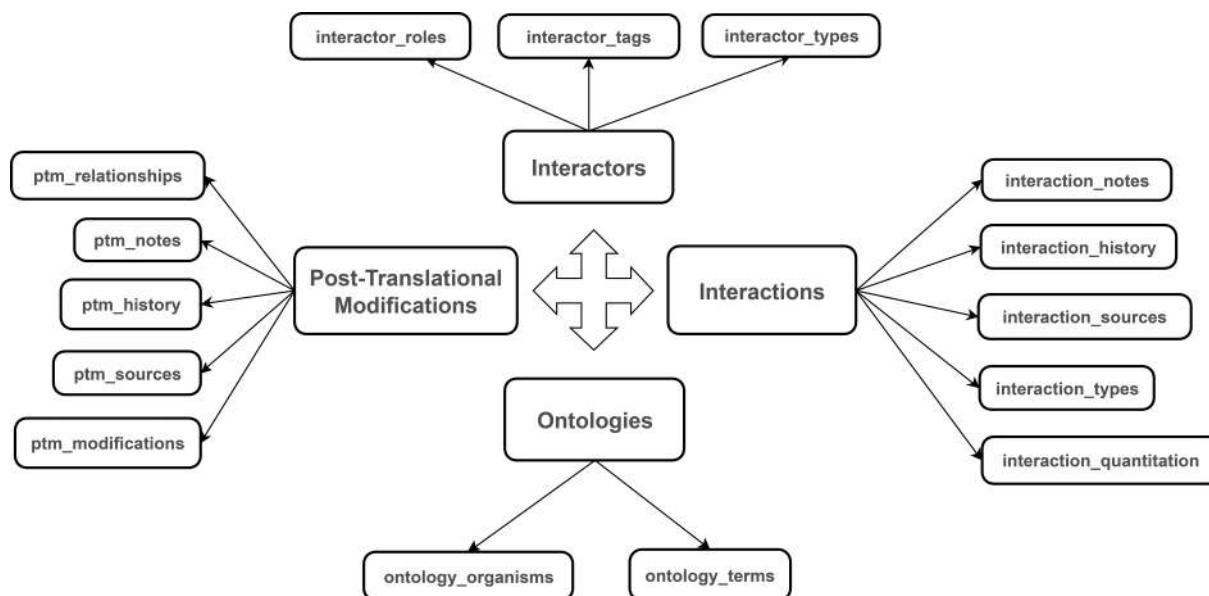 interactor_roles
interactor_tags
interactor_types
Interactors
ptm_relationships
ptm_notes
ptm_history
ptm_sources
ptm_modifications
Post-Translational
Modifications
Interactions
interaction_notes
interaction_history
interaction_sources
interaction_types
interaction_quantitation
Ontologies
ontology_organisms
ontology_terms